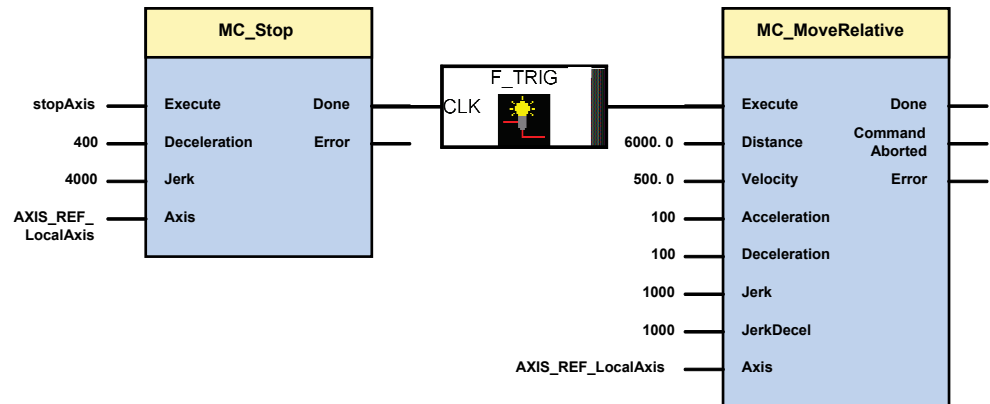 MC_Stop
stopAxis
Execute
Done
400
Deceleration
Error
4000
Jerk
AXIS_REF_
LocalAxis
Axis
F_TRIG
CLK
MC_MoveRelative
Execute
Done
6000. 0
Distance
Command
Aborted
500. 0
Velocity
Error
100
Acceleration
100
Deceleration
1000
Jerk
1000
JerkDecel
AXIS_REF_LocalAxis
Axis